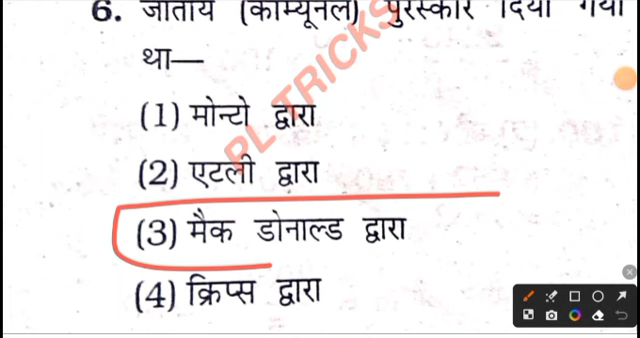 6. जातीय (काम्यूनल) पुरस्कार दिया गया
था—
(1) मोन्टो द्वारा
(2) एटली द्वारा
(3) मैक डोनाल्ड द्वारा
(4) क्रिप्स द्वारा
PL TRICKS